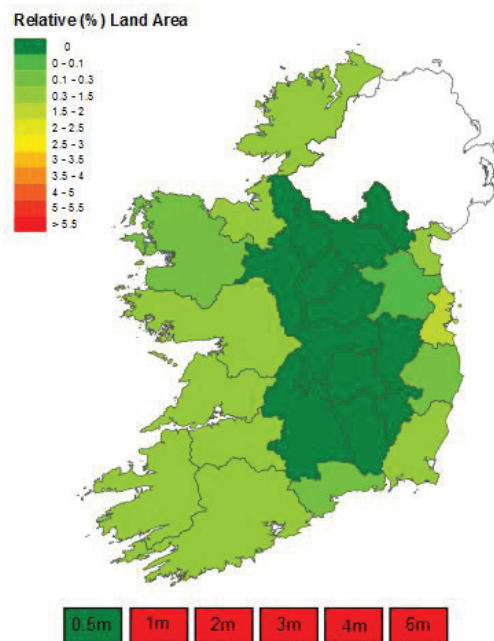 Relative (%) Land Area
0
0 - 0.1
0.1 - 0.3
0.3 - 1.5
1.5 - 2
2 - 2.5
2.5 - 3
3 - 3.5
3.5 - 4
4 - 5
5 - 5.5
> 5.5
0.5m 1m 2m 3m 4m 6m